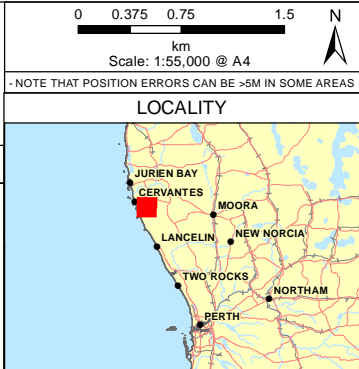 0 0.375 0.75 1.5
N
km
Scale: 1:55,000 @ A4
- NOTE THAT POSITION ERRORS CAN BE >5M IN SOME AREAS
LOCALITY
JURIEN BAY
CERVANTES
MOORA
NEW NORCIA
LANCELIN
TWO ROCKS
NORTHAM
PERTH